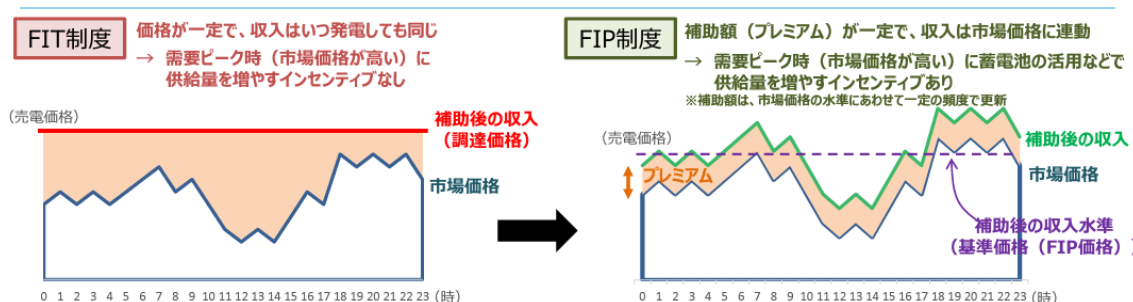 FIT制度
価格が一定で、収入はいつ発電しても同じ
→ 需要ピーク時（市場価格が高い）に
供給量を増やすインセンティブなし
（売電価格）
補助後の収入
（調達価格）
市場価格
0 1 2 3 4 5 6 7 8 9 10 11 12 13 14 15 16 17 18 19 20 21 22 23 (時)
FIP制度
補助額（プレミアム）が一定で、収入は市場価格に連動
→ 需要ピーク時（市場価格が高い）に蓄電池の活用などで
供給量を増やすインセンティブあり
※補助額は、市場価格の水準にあわせて一定の頻度で更新
（売電価格）
補助後の収入
プレミアム
市場価格
補助後の収入水準
（基準価格（FIP価格）)
0 1 2 3 4 5 6 7 8 9 10 11 12 13 14 15 16 17 18 19 20 21 22 23 (時)